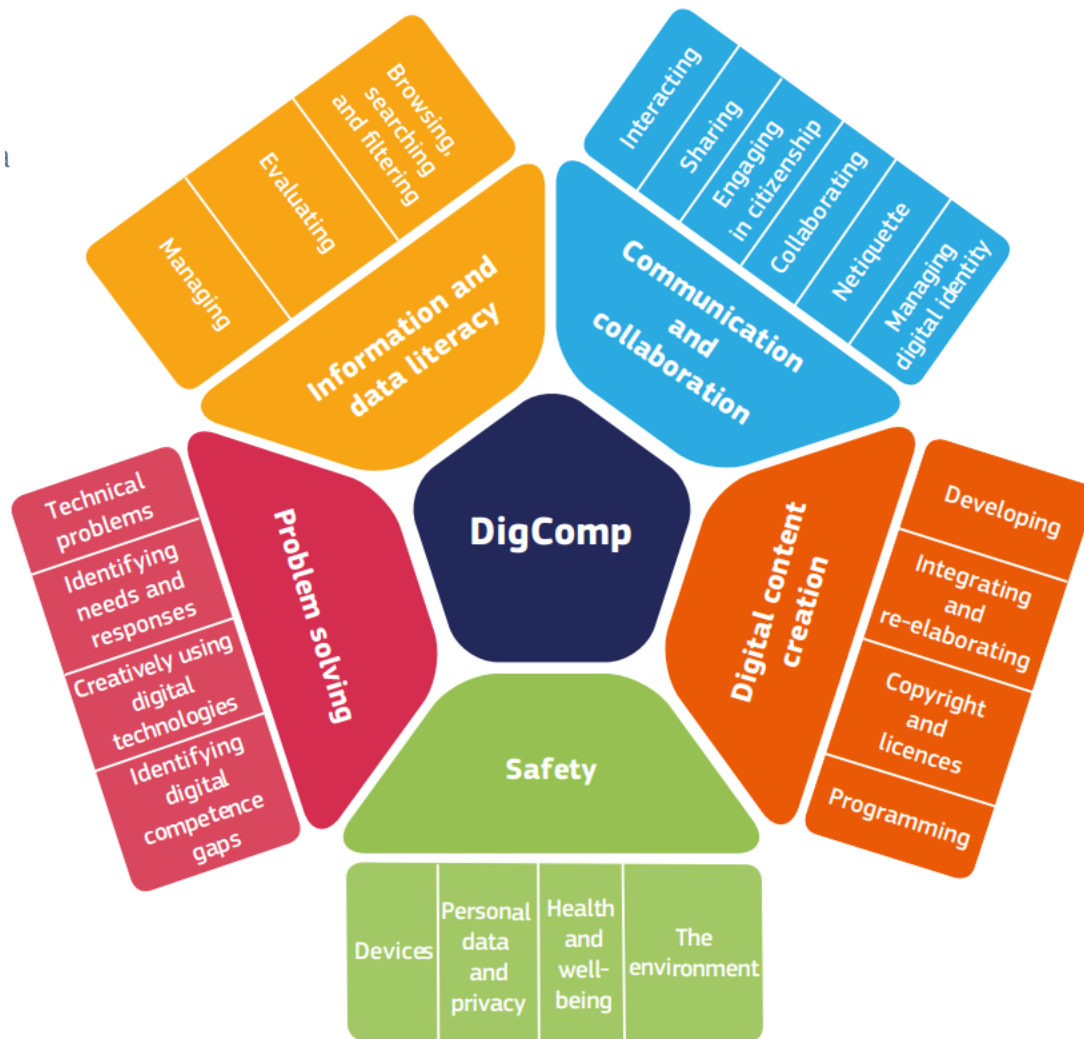 DigComp
Information and
data literacy
Browsing,
searching
and filtering
Evaluating
Managing
Communication
and
collaboration
Interacting
Sharing
Engaging
in citizenship
Collaborating
Netiquette
Managing
digital identity
Digital content
creation
Developing
Integrating
and
re-elaborating
Copyright
and
licences
Programming
Safety
Devices
Personal
data
and
privacy
Health
and
well-
being
The
environment
Problem solving
Technical
problems
Identifying
needs and
responses
Creatively using
digital
technologies
Identifying
digital
competence
gaps